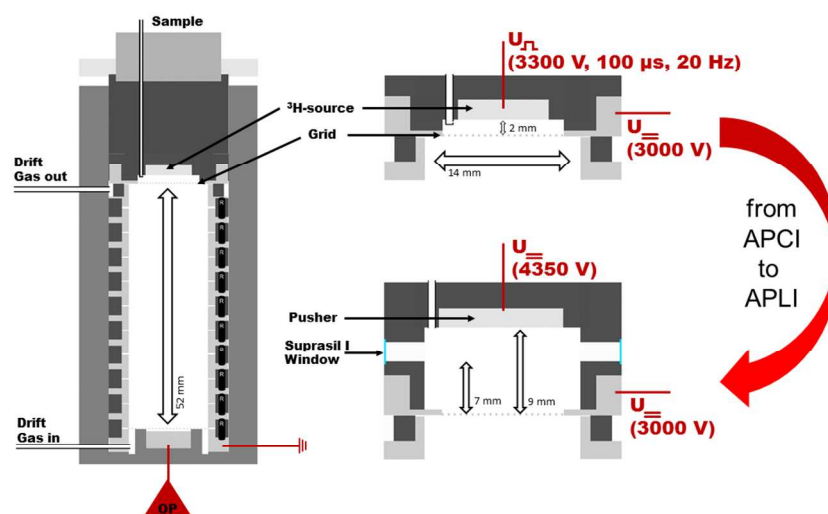 Sample
³H-source
Grid
Drift
Gas out
52 mm
R
R
R
R
R
R
R
R
R
Drift
Gas in
OP
U
(3300 V, 100 µs, 20 Hz)
2 mm
14 mm
U
(3000 V)
from
APCI
to
APLI
U
(4350 V)
Pusher
Suprasil I
Window
7 mm
9 mm
U
(3000 V)